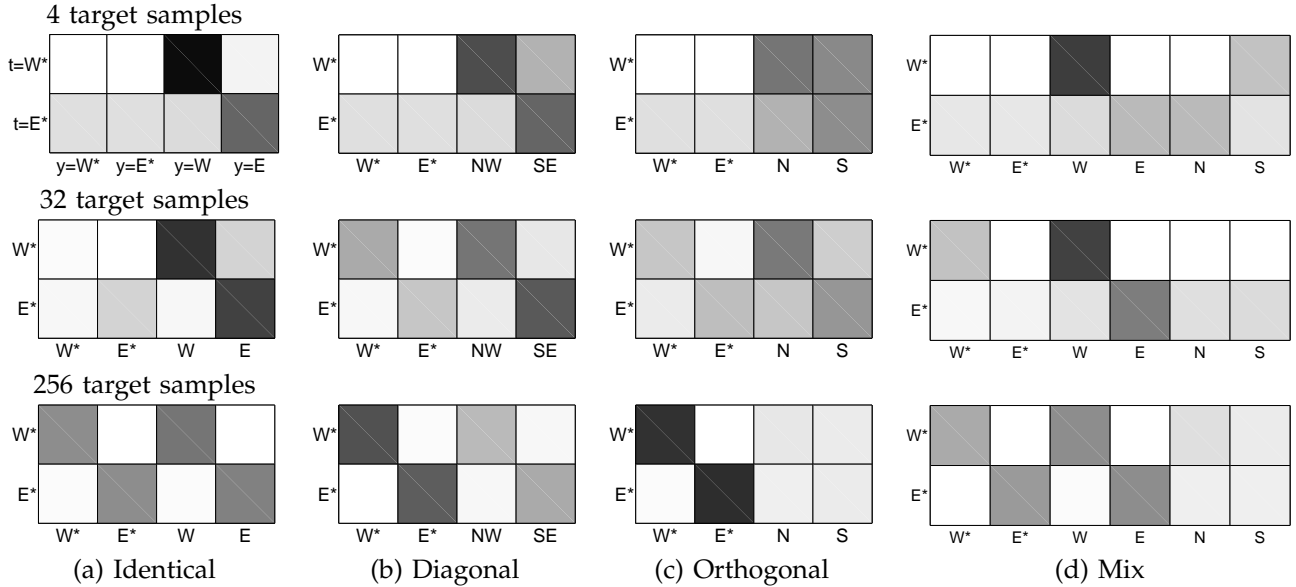 4 target samples
t=W*
t=E*
y=W* y=E* y=W y=E
W*
E*
W* E* NW SE
W*
E*
W* E* N S
W*
E*
W* E* W E N S
32 target samples
W*
E*
W* E* W E
W*
E*
W* E* NW SE
W*
E*
W* E* N S
W*
E*
W* E* W E N S
256 target samples
W*
E*
W* E* W E
W*
E*
W* E* NW SE
W*
E*
W* E* N S
W*
E*
W* E* W E N S
(a) Identical
(b) Diagonal
(c) Orthogonal
(d) Mix